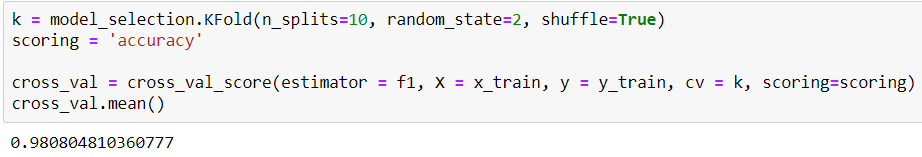 k = model_selection.KFold(n_splits=10, random_state=2, shuffle=True)
scoring = 'accuracy'
cross_val = cross_val_score(estimator = f1, X = x_train, y = y_train, cv = k, scoring=scoring)
cross_val.mean()
0.980804810360777